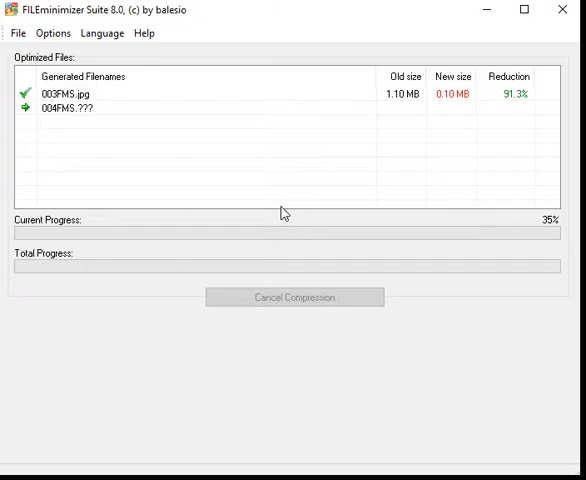 FILEminimizer Suite 8.0, (c) by balesio
File Options Language Help
Optimized Files:
Generated Filenames Old size New size Reduction
003FMS.jpg 1.10 MB 0.10 MB 91.3%
004FMS.???
Current Progress: 35%
Total Progress:
Cancel Compression